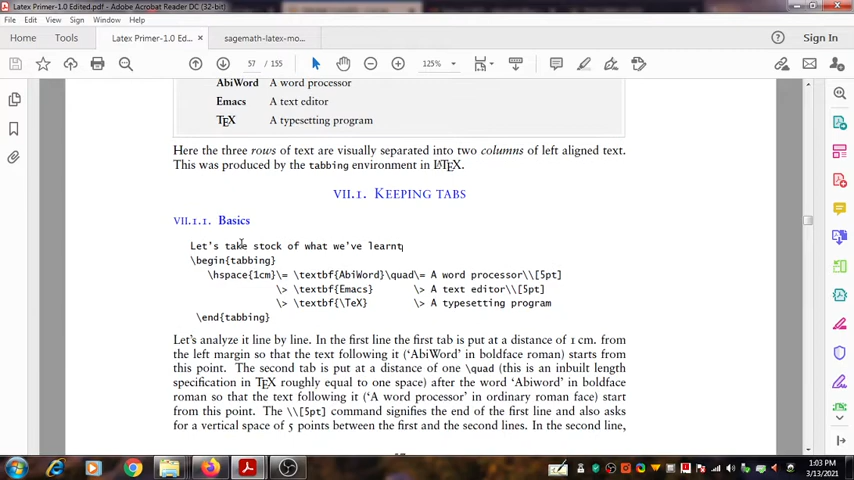 Latex Primer-1.0 Edited.pdf - Adobe Acrobat Reader DC (32-bit)
File Edit View Sign Window Help
Home Tools Latex Primer-1.0 Ed... × sagemath-latex-mo... Sign In
57 / 155 125%
AbiWord A word processor
Emacs A text editor
TEX A typesetting program
Here the three rows of text are visually separated into two columns of left aligned text.
This was produced by the tabbing environment in LATEX.
VII.1. KEEPING TABS
VII.1.1. Basics
Let's take stock of what we've learnt
\begin{tabbing}
\hspace{1cm}\= \textbf{AbiWord}\quad\= A word processor\\[5pt]
\> \textbf{Emacs} \> A text editor\\[5pt]
\> \textbf{\TeX} \> A typesetting program
\end{tabbing}
Let's analyze it line by line. In the first line the first tab is put at a distance of 1 cm. from
the left margin so that the text following it ('AbiWord' in boldface roman) starts from
this point. The second tab is put at a distance of one \quad (this is an inbuilt length
specification in TEX roughly equal to one space) after the word 'Abiword' in boldface
roman so that the text following it ('A word processor' in ordinary roman face) start
from this point. The \\[5pt] command signifies the end of the first line and also asks
for a vertical space of 5 points between the first and the second lines. In the second line,
1:03 PM
3/13/2021